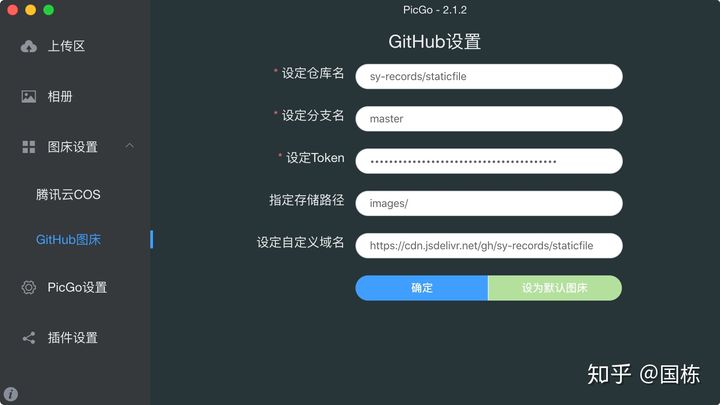 PicGo - 2.1.2
上传区
相册
图床设置
腾讯云COS
GitHub图床
PicGo设置
插件设置
GitHub设置
* 设定仓库名
sy-records/staticfile
* 设定分支名
master
* 设定Token
指定存储路径
images/
设定自定义域名
https://cdn.jsdelivr.net/gh/sy-records/staticfile
确定
设为默认图床
知乎 @国栋